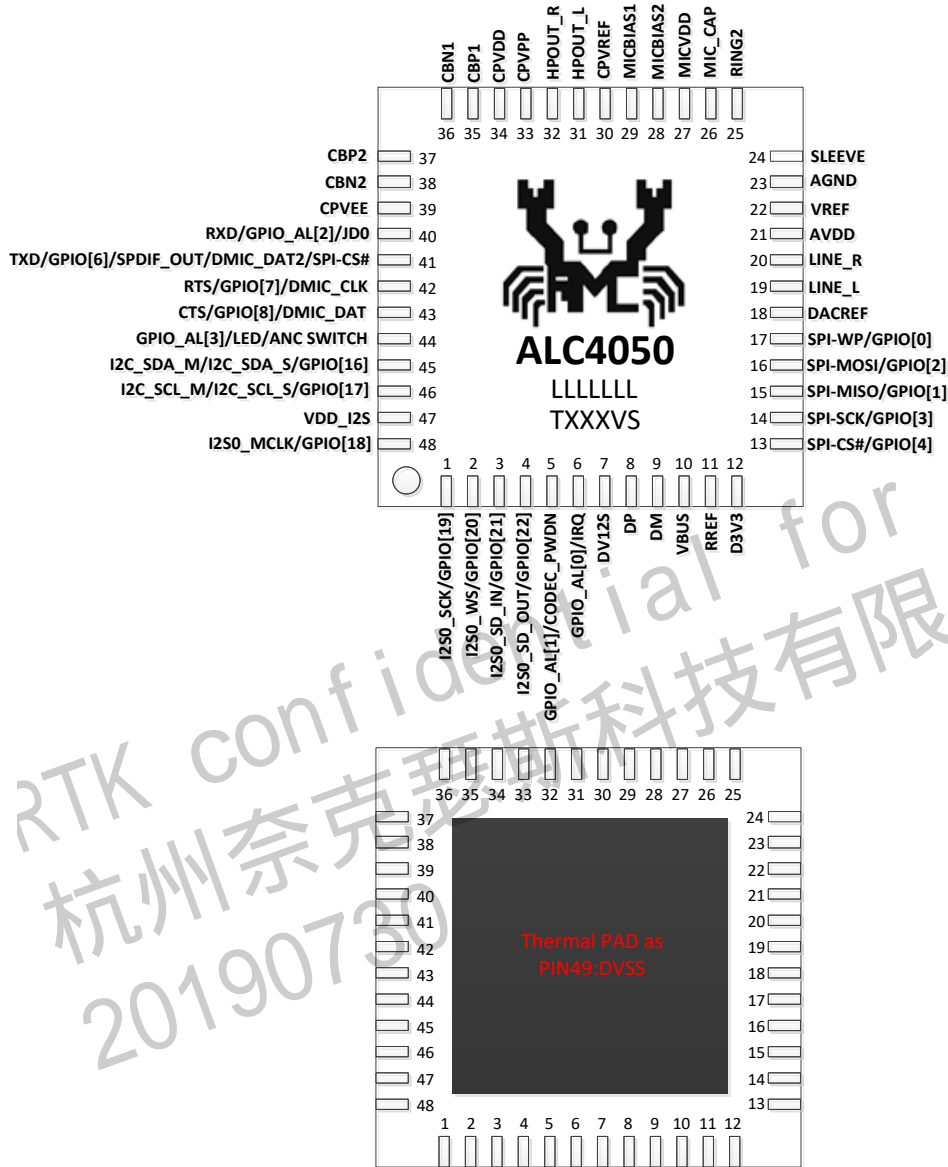 CBN1
CBP1
CPVDD
CPVPP
HPOUT_R
HPOUT_L
CPVREF
MICBIAS1
MICBIAS2
MICVDD
MIC_CAP
RING2
36 35 34 33 32 31 30 29 28 27 26 25
CBP2 37
CBN2 38
CPVEE 39
RXD/GPIO_AL[2]/JD0 40
TXD/GPIO[6]/SPDIF_OUT/DMIC_DAT2/SPI-CS# 41
RTS/GPIO[7]/DMIC_CLK 42
CTS/GPIO[8]/DMIC_DAT 43
GPIO_AL[3]/LED/ANC SWITCH 44
I2C_SDA_M/I2C_SDA_S/GPIO[16] 45
I2C_SCL_M/I2C_SCL_S/GPIO[17] 46
VDD_I2S 47
I2S0_MCLK/GPIO[18] 48
ALC4050
LLLLLLL
TXXXVS
24 SLEEVE
23 AGND
22 VREF
21 AVDD
20 LINE_R
19 LINE_L
18 DACREF
17 SPI-WP/GPIO[0]
16 SPI-MOSI/GPIO[2]
15 SPI-MISO/GPIO[1]
14 SPI-SCK/GPIO[3]
13 SPI-CS#/GPIO[4]
1 2 3 4 5 6 7 8 9 10 11 12
I2S0_SCK/GPIO[19]
I2S0_WS/GPIO[20]
I2S0_SD_IN/GPIO[21]
I2S0_SD_OUT/GPIO[22]
GPIO_AL[1]/CODEC_PWDN
GPIO_AL[0]/IRQ
DV12S
DP
DM
VBUS
RREF
D3V3
RTK confidential for
杭州奈克瑟斯科技有限
20190730
36 35 34 33 32 31 30 29 28 27 26 25
37
38
39
40
41
42
43
44
45
46
47
48
Thermal PAD as
PIN49:DVSS
24
23
22
21
20
19
18
17
16
15
14
13
1 2 3 4 5 6 7 8 9 10 11 12